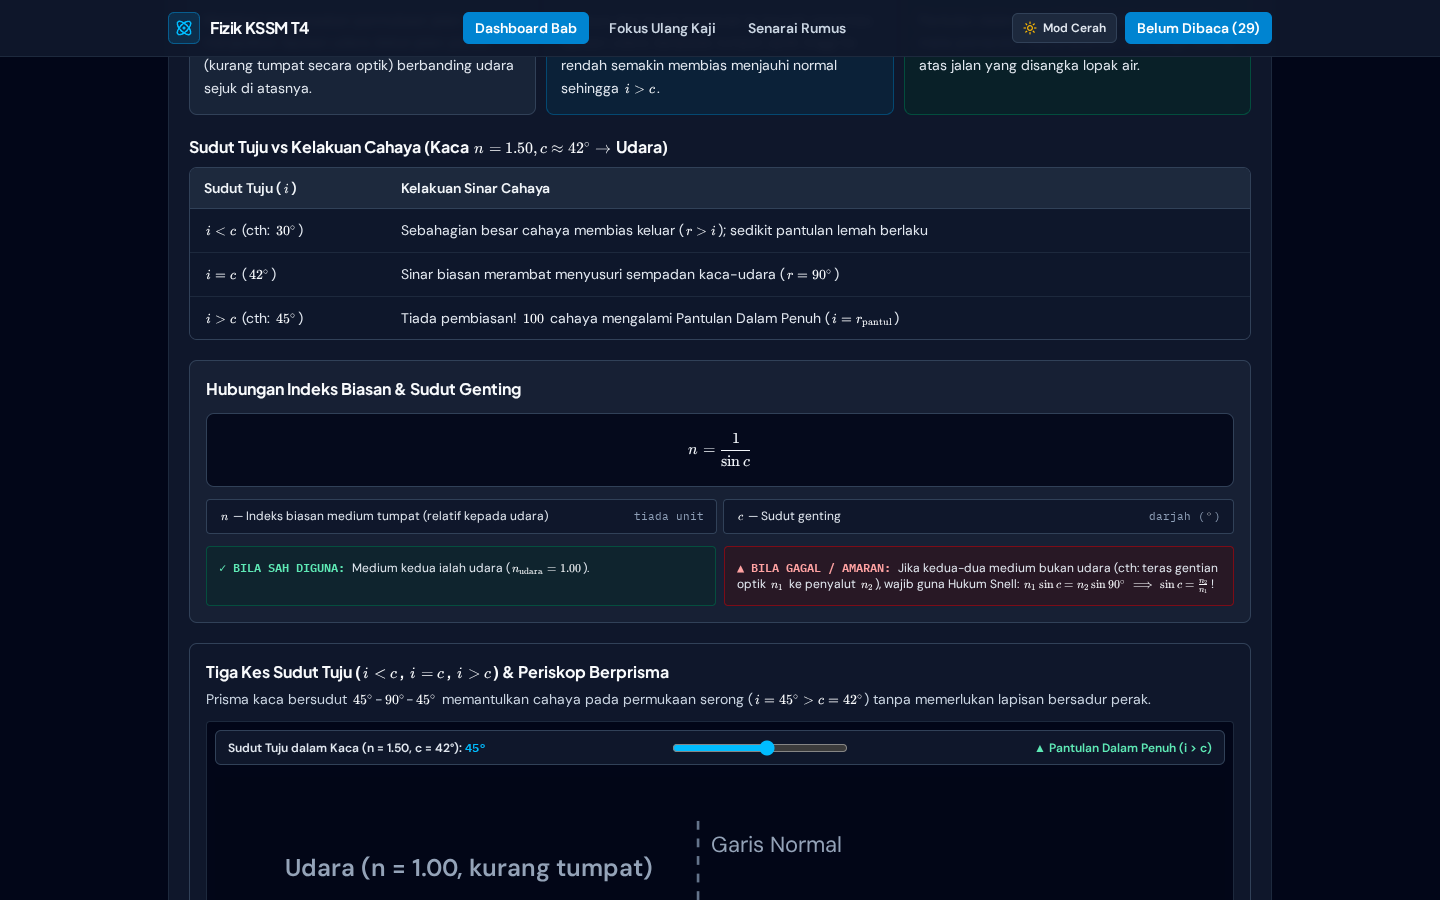 Fizik KSSM T4
Dashboard Bab
Fokus Ulang Kaji
Senarai Rumus
Mod Cerah
Belum Dibaca (29)
(kurang tumpat secara optik) berbanding udara
sejuk di atasnya.
rendah semakin membias menjauhi normal
sehingga i > c.
atas jalan yang disangka lopak air.
Sudut Tuju vs Kelakuan Cahaya (Kaca n = 1.50, c ≈ 42° → Udara)
Sudut Tuju (i)
Kelakuan Sinar Cahaya
i < c (cth: 30°)
Sebahagian besar cahaya membias keluar (r > i); sedikit pantulan lemah berlaku
i = c (42°)
Sinar biasan merambat menyusuri sempadan kaca-udara (r = 90°)
i > c (cth: 45°)
Tiada pembiasan! 100 cahaya mengalami Pantulan Dalam Penuh (i = r_pantul)
Hubungan Indeks Biasan & Sudut Genting
n = 1/sin c
n — Indeks biasan medium tumpat (relatif kepada udara)
tiada unit
c — Sudut genting
darjah (°)
✓ BILA SAH DIGUNA: Medium kedua ialah udara (n_udara = 1.00).
▲ BILA GAGAL / AMARAN: Jika kedua-dua medium bukan udara (cth: teras gentian
optik n₁ ke penyalut n₂), wajib guna Hukum Snell: n₁ sin c = n₂ sin 90° ⟹ sin c = n₂/n₁!
Tiga Kes Sudut Tuju (i < c, i = c, i > c) & Periskop Berprisma
Prisma kaca bersudut 45°–90°–45° memantulkan cahaya pada permukaan serong (i = 45° > c = 42°) tanpa memerlukan lapisan bersadur perak.
Sudut Tuju dalam Kaca (n = 1.50, c = 42°): 45°
▲ Pantulan Dalam Penuh (i > c)
Garis Normal
Udara (n = 1.00, kurang tumpat)